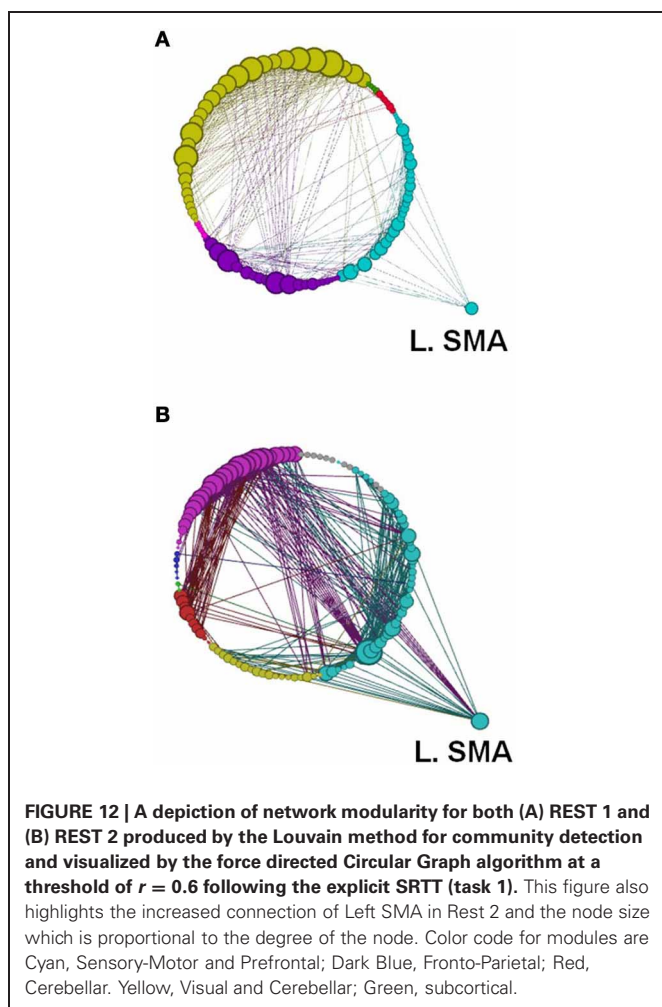 A
L. SMA
B
L. SMA
FIGURE 12 | A depiction of network modularity for both (A) REST 1 and
(B) REST 2 produced by the Louvain method for community detection
and visualized by the force directed Circular Graph algorithm at a
threshold of r = 0.6 following the explicit SRTT (task 1). This figure also
highlights the increased connection of Left SMA in Rest 2 and the node size
which is proportional to the degree of the node. Color code for modules are
Cyan, Sensory-Motor and Prefrontal; Dark Blue, Fronto-Parietal; Red,
Cerebellar. Yellow, Visual and Cerebellar; Green, subcortical.